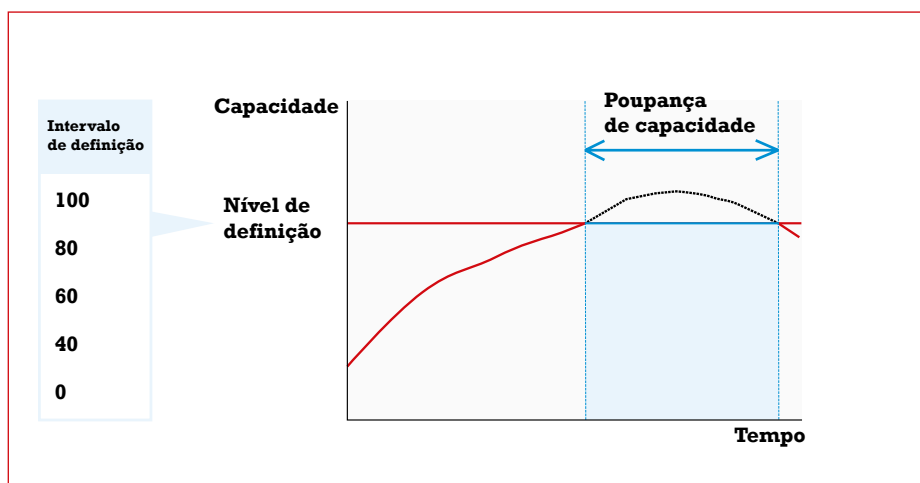 Intervalo
de definição
100
80
60
40
0
Capacidade
Nível de
definição
Poupança
de capacidade
Tempo